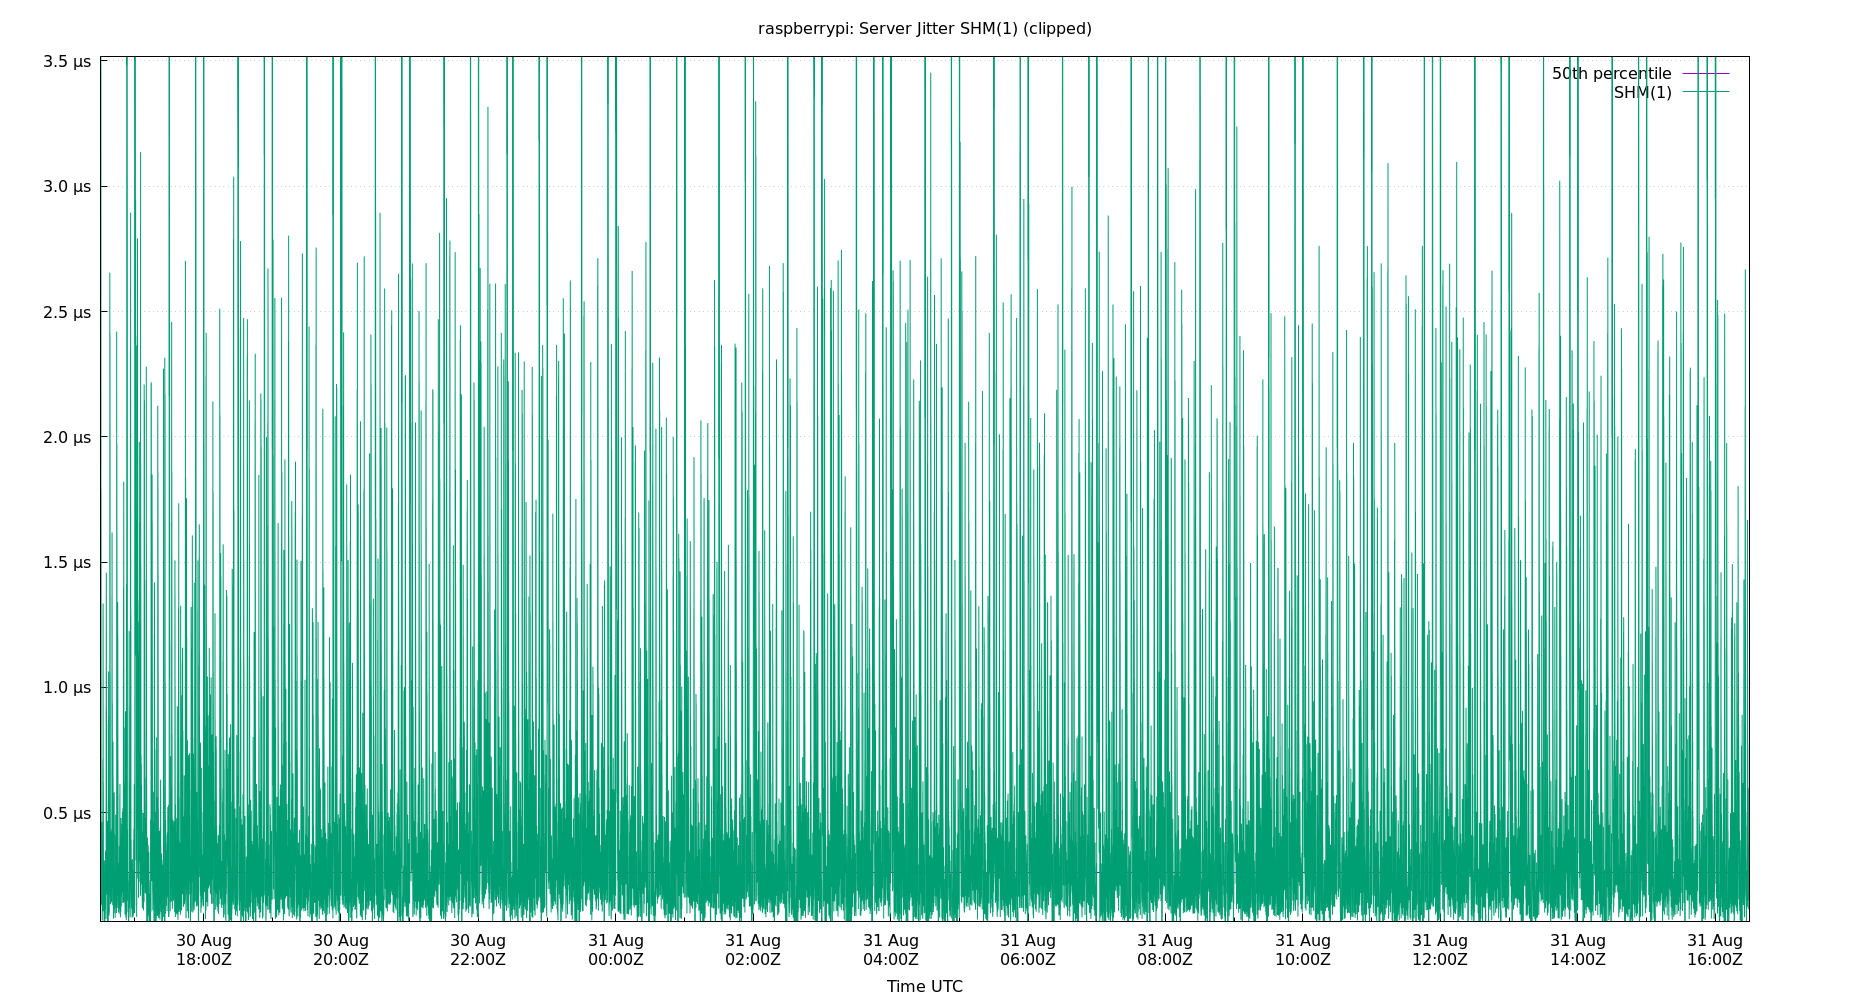 raspberrypi: Server Jitter SHM(1) (clipped)
3.5 µs
3.0 µs
2.5 µs
2.0 µs
1.5 µs
1.0 µs
0.5 µs
50th percentile
SHM(1)
30 Aug 30 Aug 30 Aug 31 Aug 31 Aug 31 Aug 31 Aug 31 Aug 31 Aug 31 Aug 31 Aug 31 Aug
18:00Z 20:00Z 22:00Z 00:00Z 02:00Z 04:00Z 06:00Z 08:00Z 10:00Z 12:00Z 14:00Z 16:00Z
Time UTC